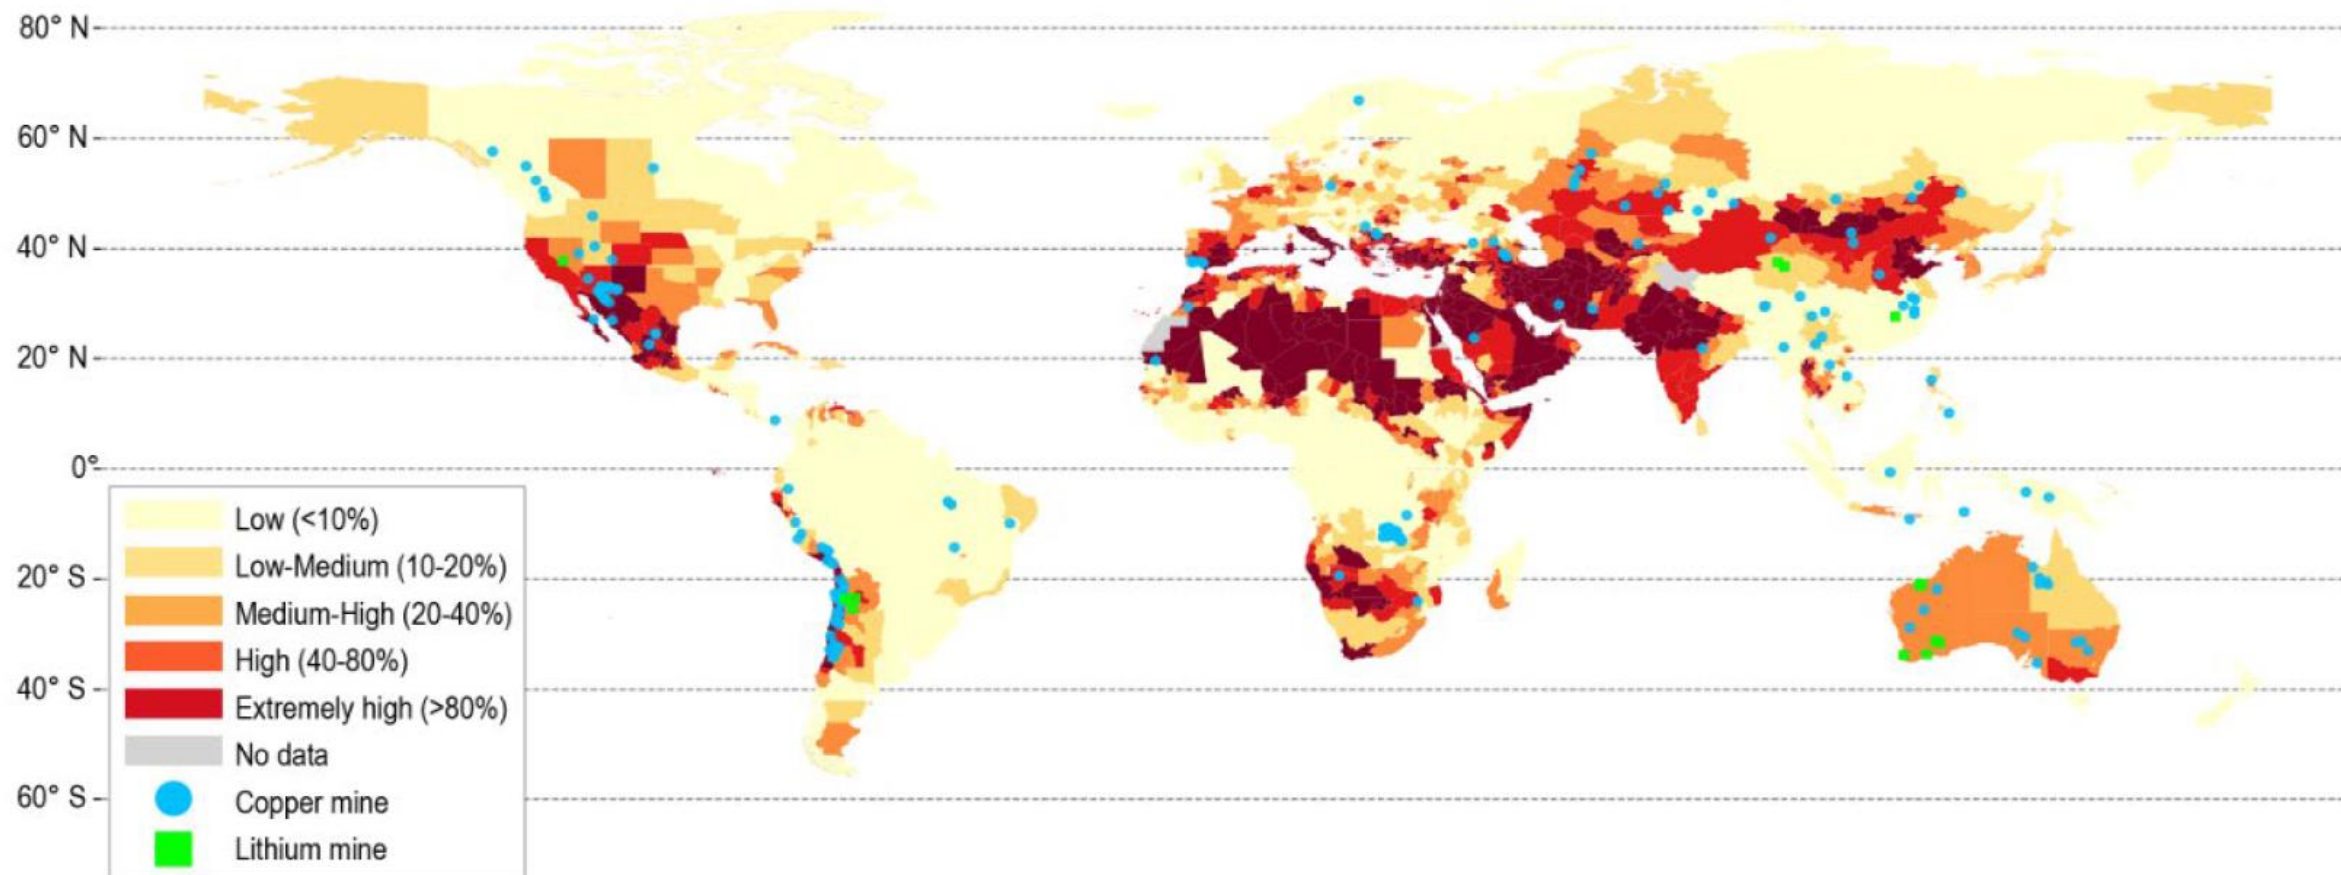 80° N
60° N
40° N
20° N
0°
20° S
40° S
60° S
Low (<10%)
Low-Medium (10-20%)
Medium-High (20-40%)
High (40-80%)
Extremely high (>80%)
No data
Copper mine
Lithium mine